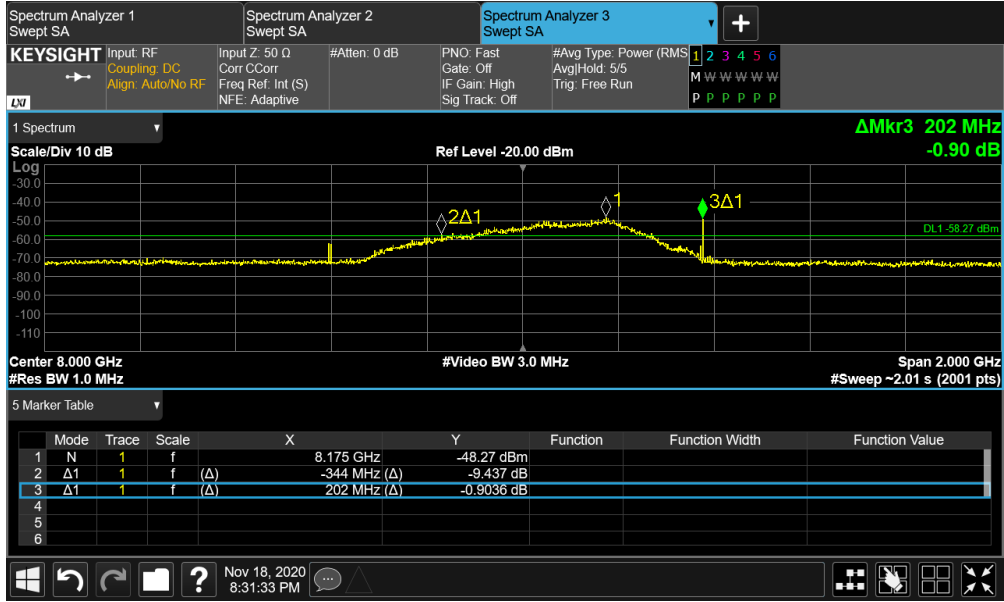 Spectrum Analyzer 1
Swept SA
Spectrum Analyzer 2
Swept SA
Spectrum Analyzer 3
Swept SA
KEYSIGHT
LXI
Input: RF
Coupling: DC
Align: Auto/No RF
Input Z: 50 Ω
Corr CCorr
Freq Ref: Int (S)
NFE: Adaptive
#Atten: 0 dB
PNO: Fast
Gate: Off
IF Gain: High
Sig Track: Off
#Avg Type: Power (RMS
Avg|Hold: 5/5
Trig: Free Run
1 2 3 4 5 6
M W W W W W
P P P P P P
1 Spectrum
ΔMkr3 202 MHz
-0.90 dB
Scale/Div 10 dB
Ref Level -20.00 dBm
Log
-30.0
-40.0
-50.0
-60.0
-70.0
-80.0
-90.0
-100
-110
2Δ1
1
3Δ1
DL1 -58.27 dBm
Center 8.000 GHz
#Video BW 3.0 MHz
Span 2.000 GHz
#Res BW 1.0 MHz
#Sweep ~2.01 s (2001 pts)
5 Marker Table
Mode Trace Scale X Y Function Function Width Function Value
1 N 1 f 8.175 GHz -48.27 dBm
2 Δ1 1 f (Δ) -344 MHz (Δ) -9.437 dB
3 Δ1 1 f (Δ) 202 MHz (Δ) -0.9036 dB
4
5
6
?
Nov 18, 2020
8:31:33 PM